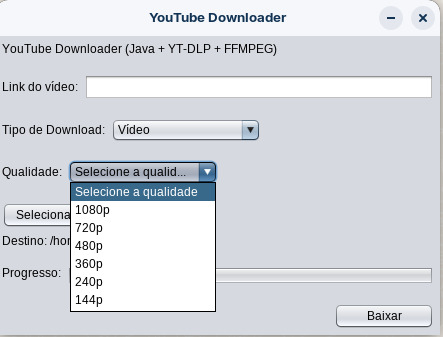 YouTube Downloader
YouTube Downloader (Java + YT-DLP + FFMPEG)
Link do vídeo:
Tipo de Download: Vídeo
Qualidade: Selecione a qualid...
Selecione a qualidade
1080p
720p
480p
360p
240p
144p
Seleciona
Destino: /hor
Progresso:
Baixar